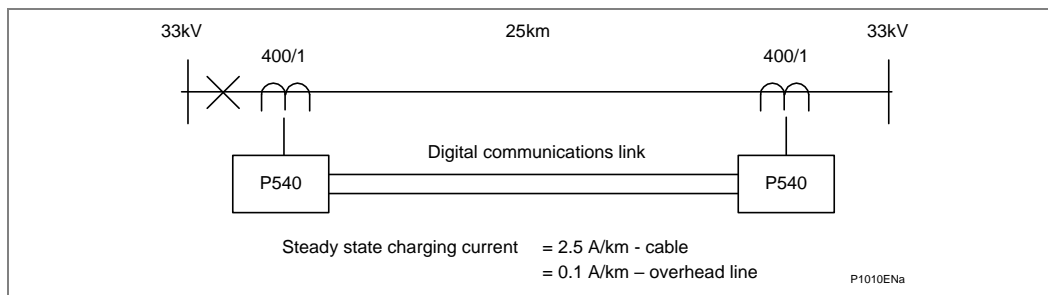 33kV 25km 33kV
400/1 400/1
Digital communications link
P540 P540
Steady state charging current = 2.5 A/km - cable
= 0.1 A/km – overhead line
P1010ENa